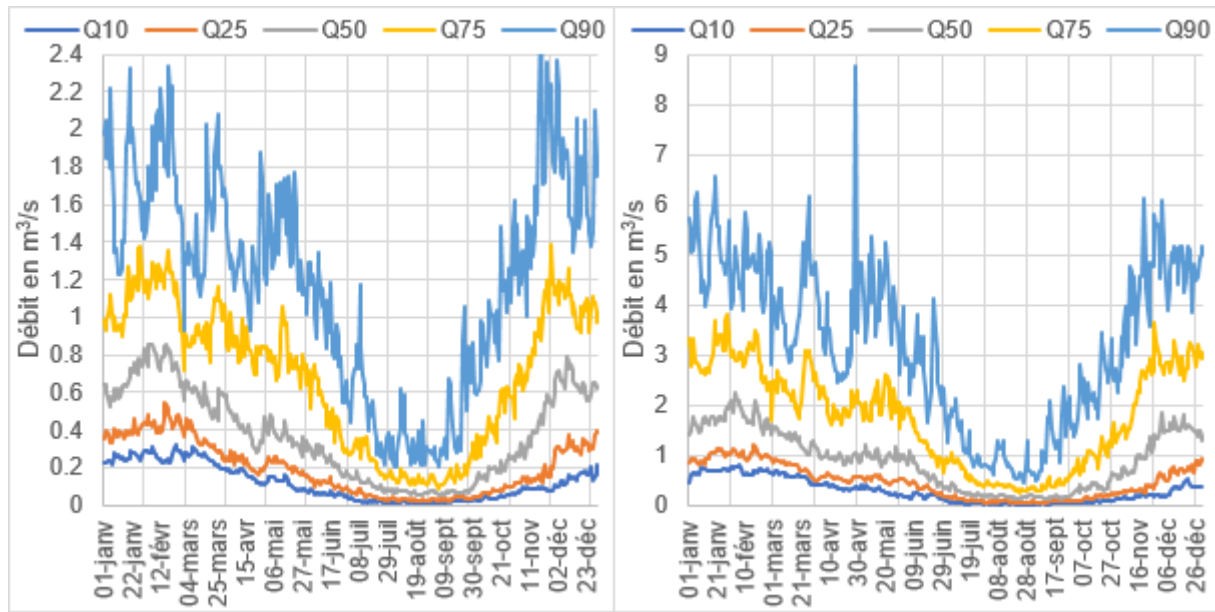 Q10 Q25 Q50 Q75 Q90
2.4
2.2
2
1.8
1.6
1.4
1.2
1
0.8
0.6
0.4
0.2
0
Débit en m³/s
01-janv
22-janv
12-févr
04-mars
25-mars
15-avr
06-mai
27-mai
17-juin
08-juil
29-juil
19-août
09-sept
30-sept
21-oct
11-nov
02-déc
23-déc
Q10 Q25 Q50 Q75 Q90
9
8
7
6
5
4
3
2
1
0
Débit en m³/s
01-janv
21-janv
10-févr
01-mars
21-mars
10-avr
30-avr
20-mai
09-juin
29-juin
19-juil
08-août
28-août
17-sept
07-oct
27-oct
16-nov
06-déc
26-déc